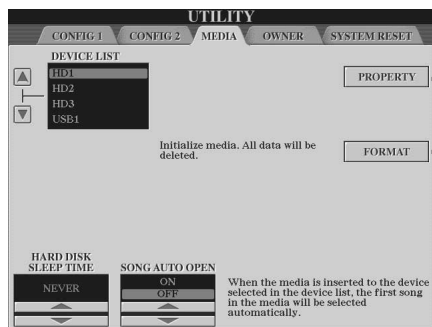 UTILITY
CONFIG 1
CONFIG 2
MEDIA
OWNER
SYSTEM RESET
DEVICE LIST
HD1
HD2
HD3
USB1
PROPERTY
Initialize media. All data will be
deleted.
FORMAT
HARD DISK
SLEEP TIME
NEVER
SONG AUTO OPEN
ON
OFF
When the media is inserted to the device
selected in the device list, the first song
in the media will be selected
automatically.